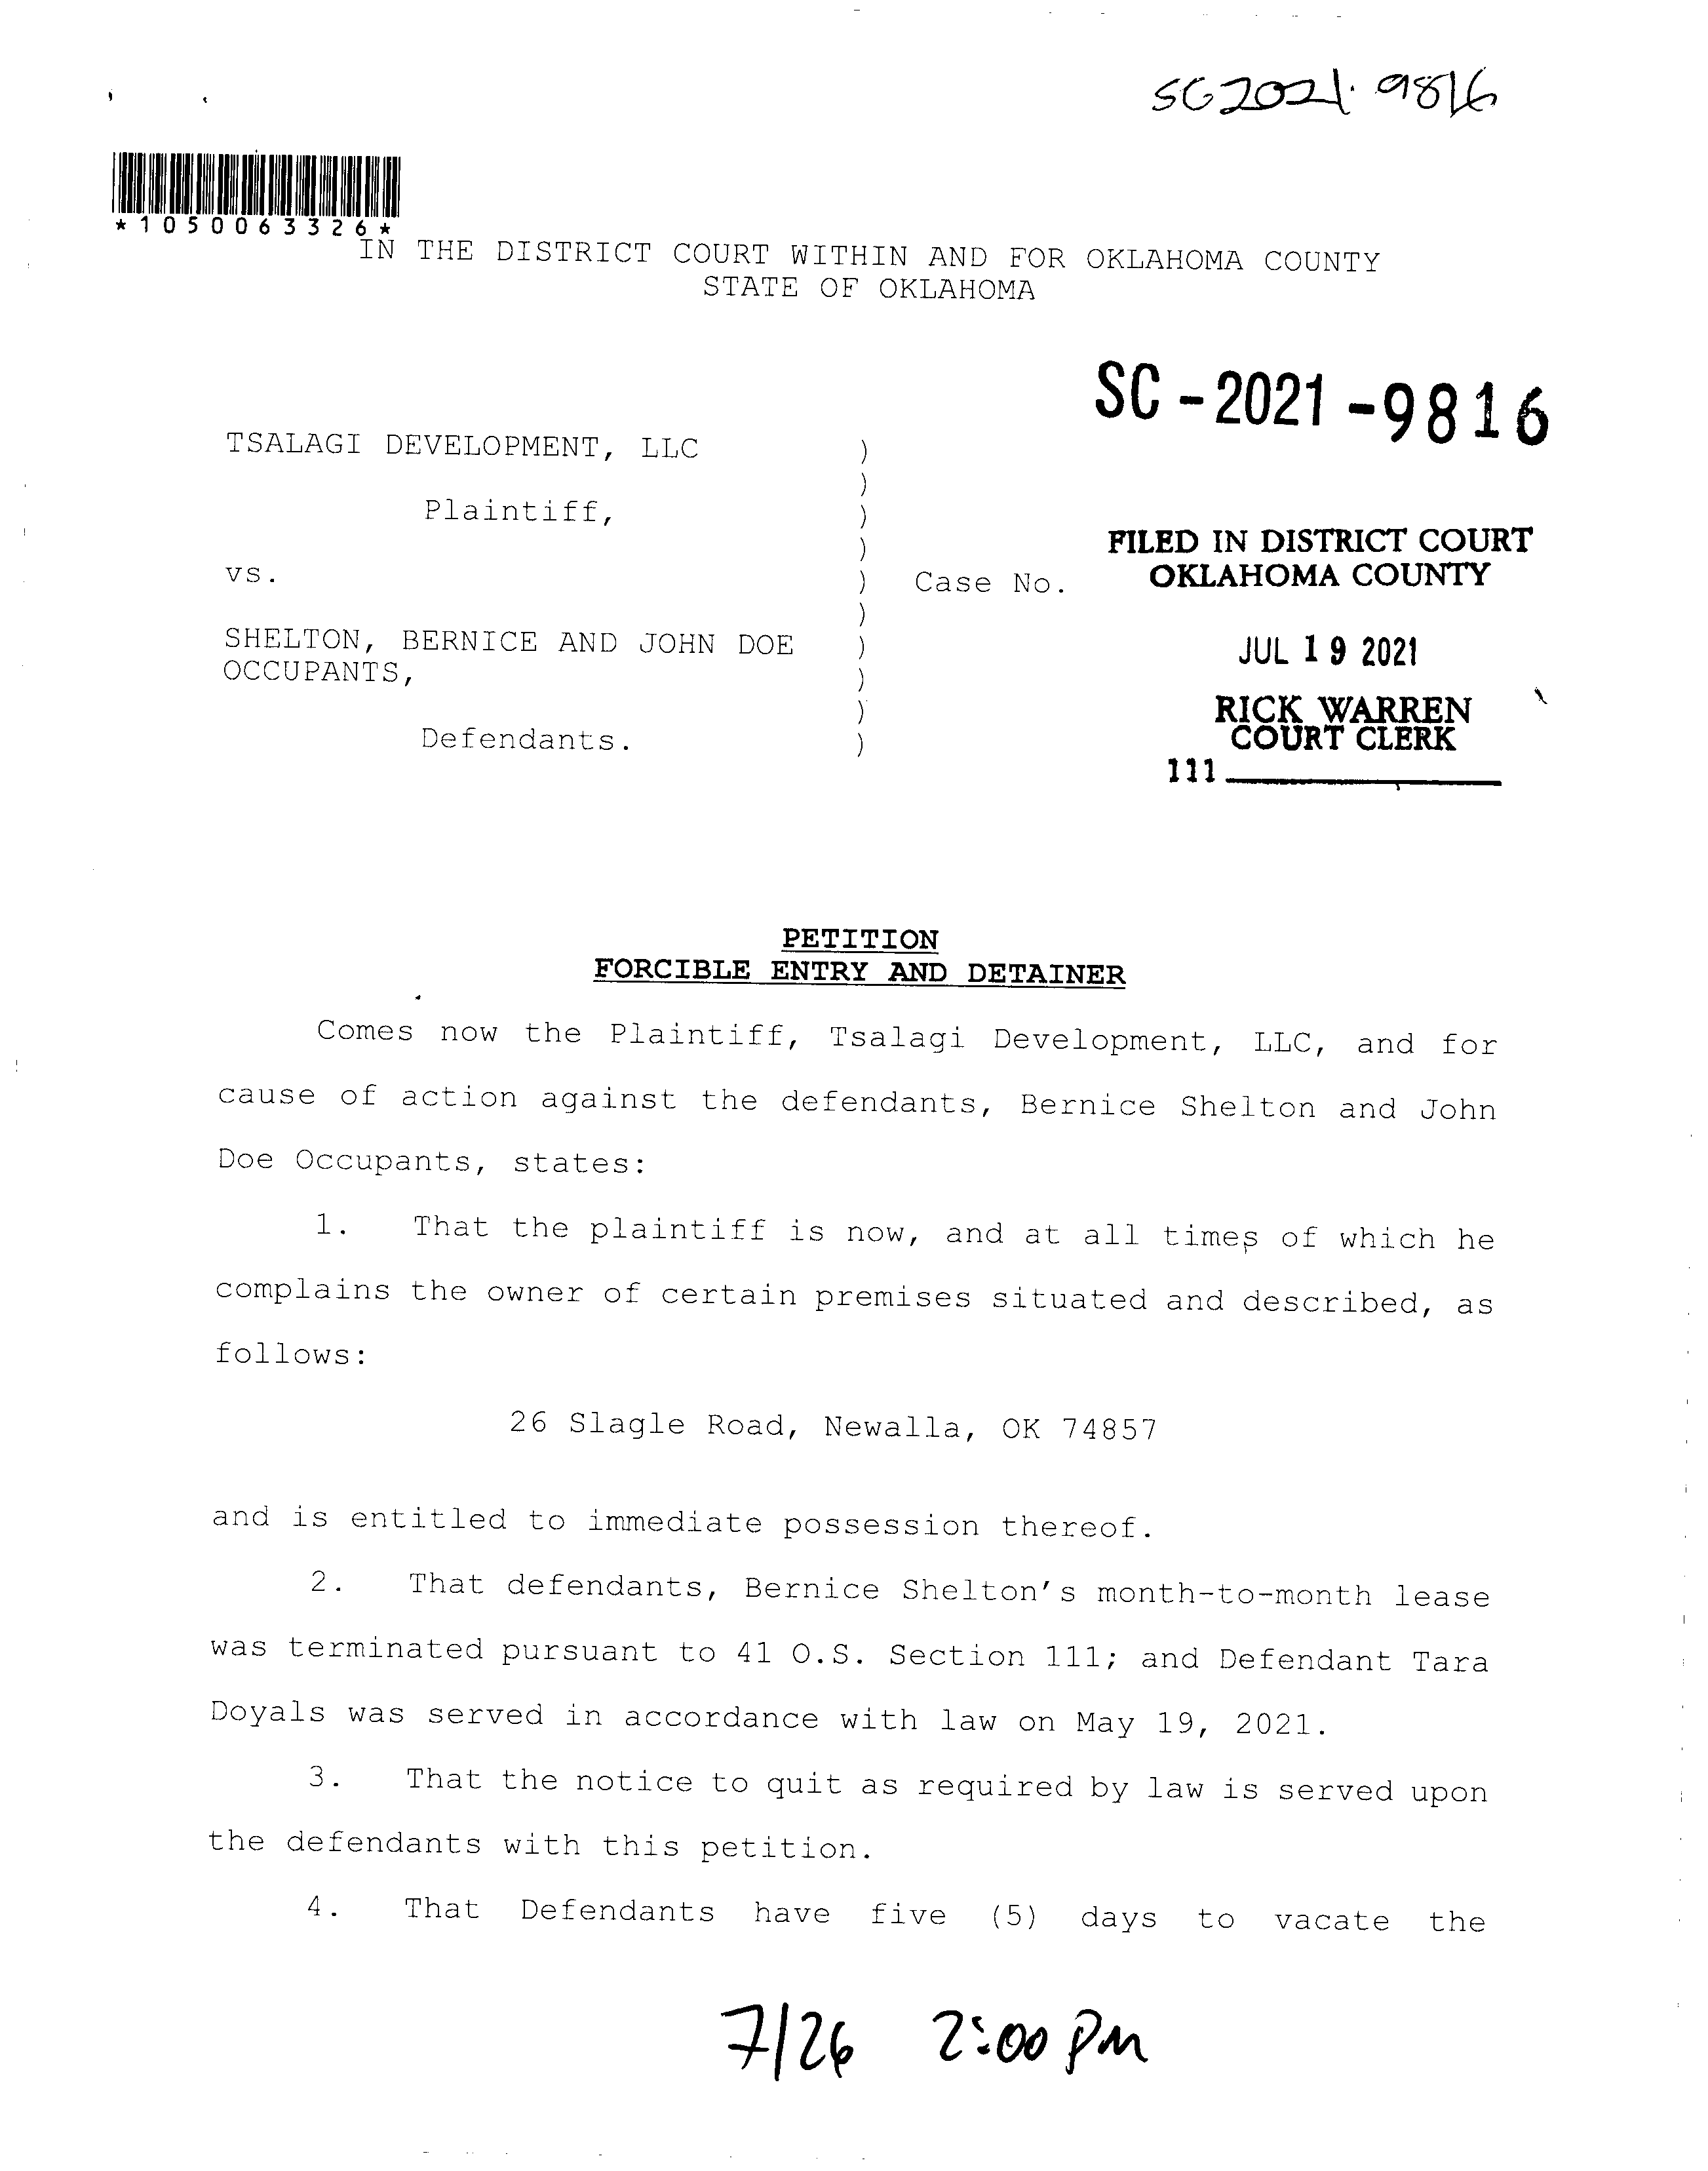 SC2021. 9816
*1050063326*
IN THE DISTRICT COURT WITHIN AND FOR OKLAHOMA COUNTY
STATE OF OKLAHOMA
SC-2021-9816
TSALAGI DEVELOPMENT, LLC )
)
Plaintiff, )
)
vs. ) Case No.
)
SHELTON, BERNICE AND JOHN DOE )
OCCUPANTS, )
)
Defendants. )
FILED IN DISTRICT COURT
OKLAHOMA COUNTY
JUL 19 2021
RICK WARREN
COURT CLERK
111
PETITION
FORCIBLE ENTRY AND DETAINER
Comes now the Plaintiff, Tsalagi Development, LLC, and for
cause of action against the defendants, Bernice Shelton and John
Doe Occupants, states:
1. That the plaintiff is now, and at all times of which he
complains the owner of certain premises situated and described, as
follows:
26 Slagle Road, Newalla, OK 74857
and is entitled to immediate possession thereof.
2. That defendants, Bernice Shelton's month-to-month lease
was terminated pursuant to 41 O.S. Section 111; and Defendant Tara
Doyals was served in accordance with law on May 19, 2021.
3. That the notice to quit as required by law is served upon
the defendants with this petition.
4. That Defendants have five (5) days to vacate the
7/26 2:00 PM